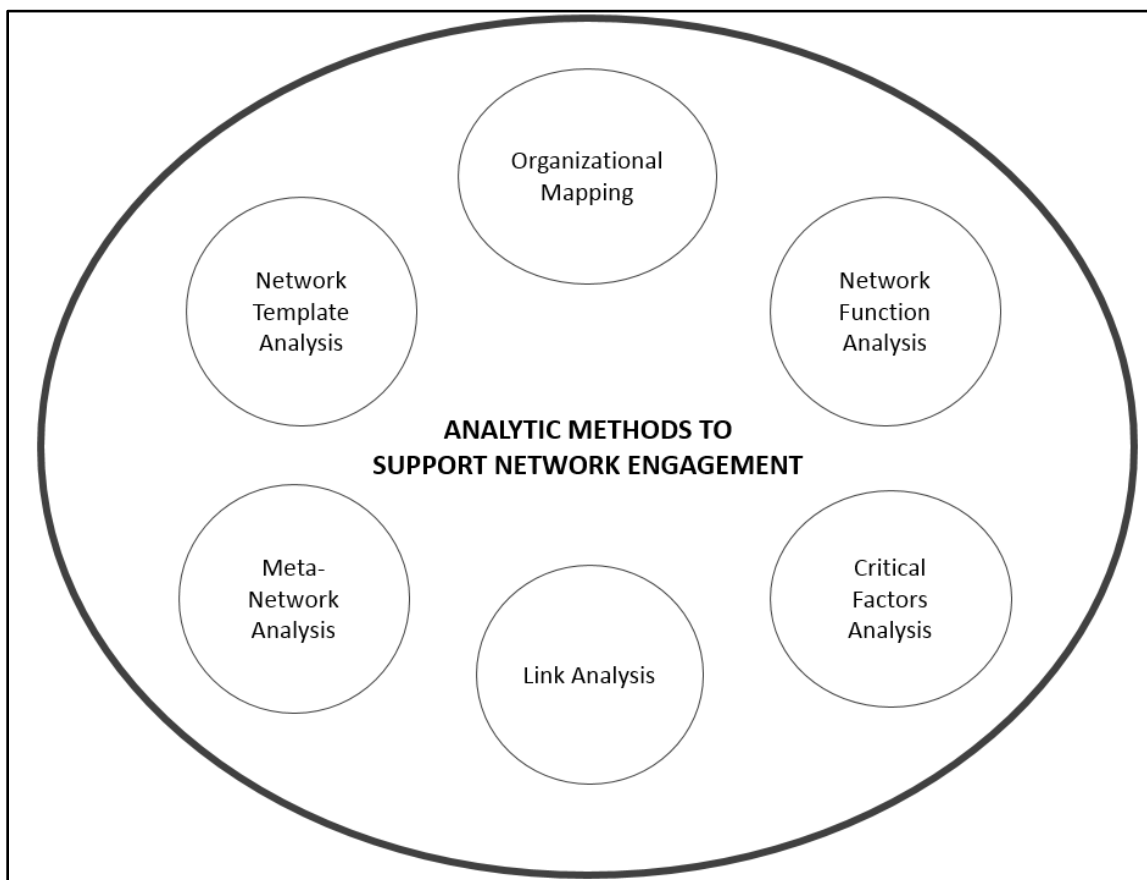 Organizational
Mapping
Network
Template
Analysis
Network
Function
Analysis
ANALYTIC METHODS TO
SUPPORT NETWORK ENGAGEMENT
Meta-
Network
Analysis
Critical
Factors
Analysis
Link Analysis